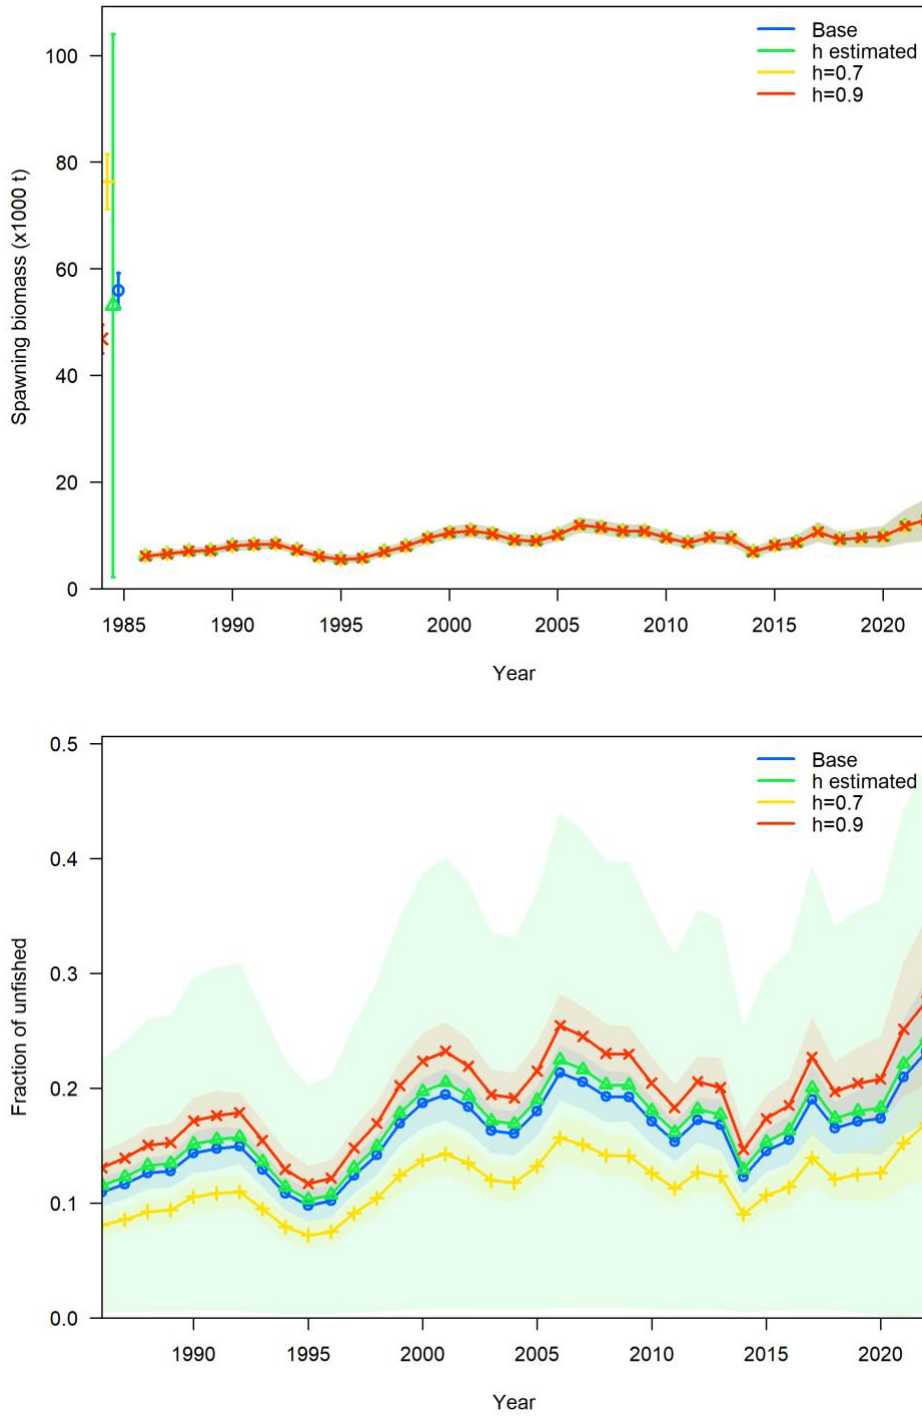 Base
h estimated
h=0.7
h=0.9
100
80
60
40
20
0
Spawning biomass (x1000 t)
1985 1990 1995 2000 2005 2010 2015 2020
Year
Base
h estimated
h=0.7
h=0.9
0.5
0.4
0.3
0.2
0.1
0.0
Fraction of unfished
1990 1995 2000 2005 2010 2015 2020
Year